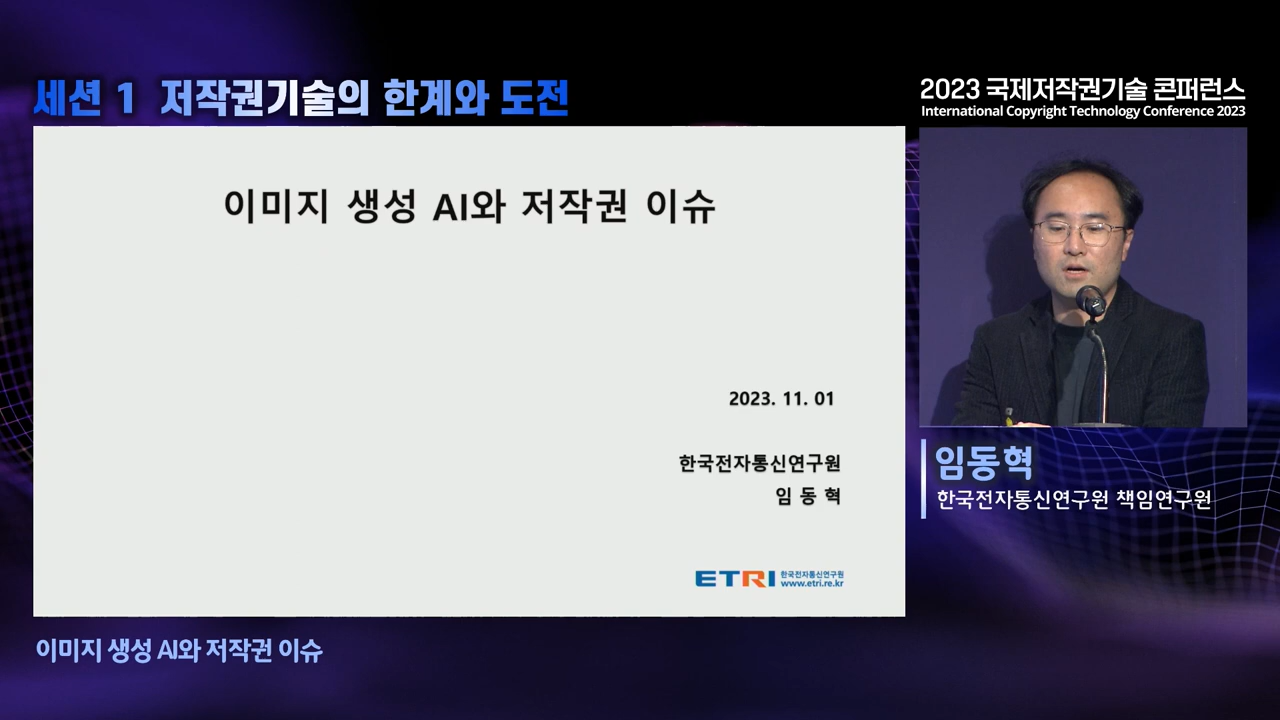 세션 1 저작권기술의 한계와 도전
2023 국제저작권기술 콘퍼런스
International Copyright Technology Conference 2023
이미지 생성 AI와 저작권 이슈
2023. 11. 01
한국전자통신연구원
임 동 혁
ETRI 한국전자통신연구원
www.etri.re.kr
임동혁
한국전자통신연구원 책임연구원
이미지 생성 AI와 저작권 이슈